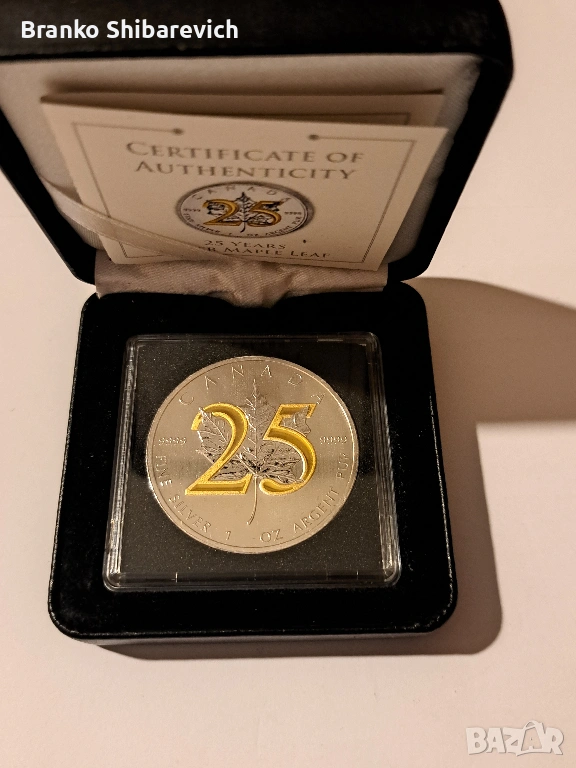 Branko Shibarevich
CERTIFICATE OF
AUTHENTICITY
CANADA
25
25 YEARS
MAPLE LEAF
CANADA
25
9999 9999
FINE SILVER 1 OZ ARGENT PUR
BAZAR